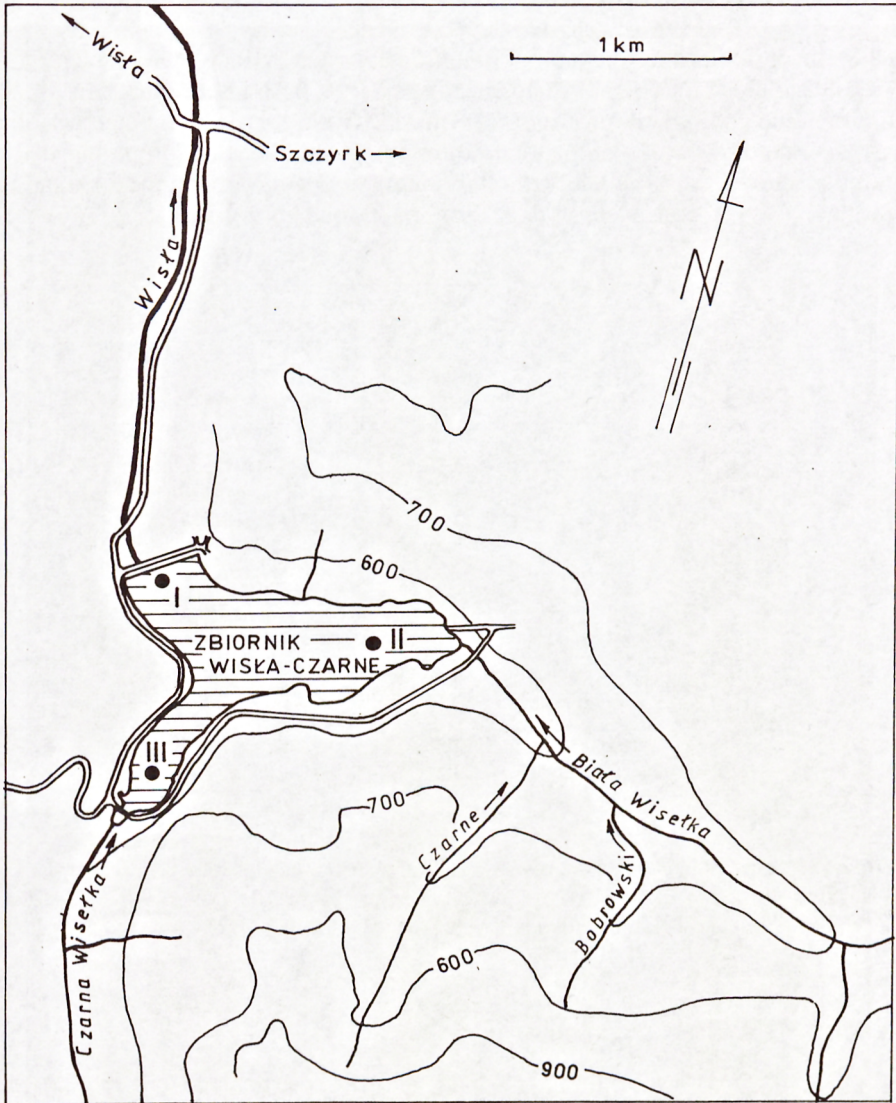 Wisła
1 km
Szczyrk
N
Wisła
700
600
I
ZBIORNIK II
WISŁA-CZARNE
III
Biała Wisełka
700
Czarne
Czarna Wisełka
Bobrowski
600
900